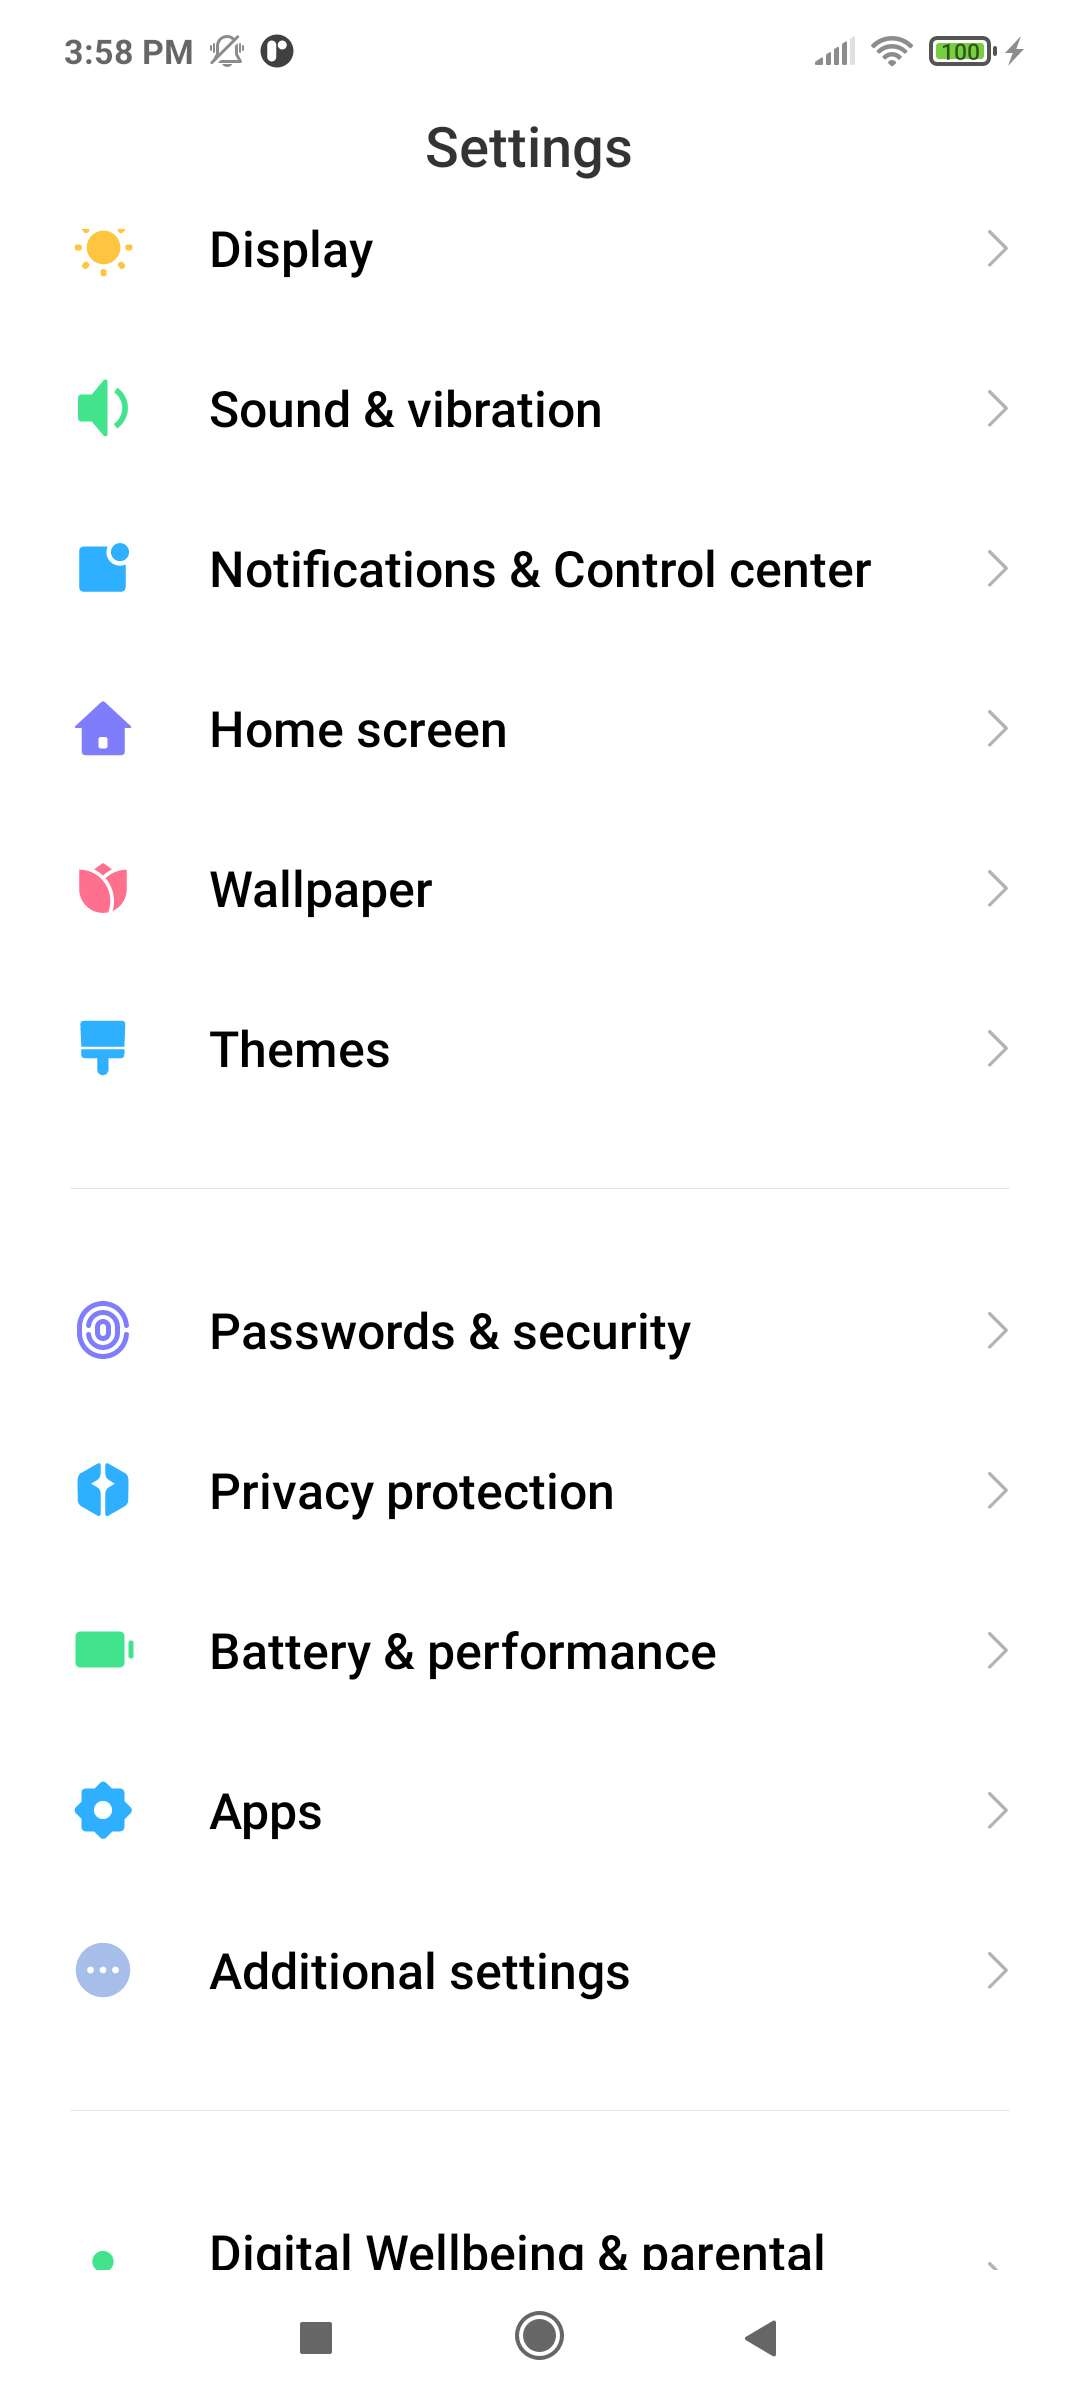 3:58 PM
100
Settings
Display
Sound & vibration
Notifications & Control center
Home screen
Wallpaper
Themes
Passwords & security
Privacy protection
Battery & performance
Apps
Additional settings
Digital Wellbeing & parental